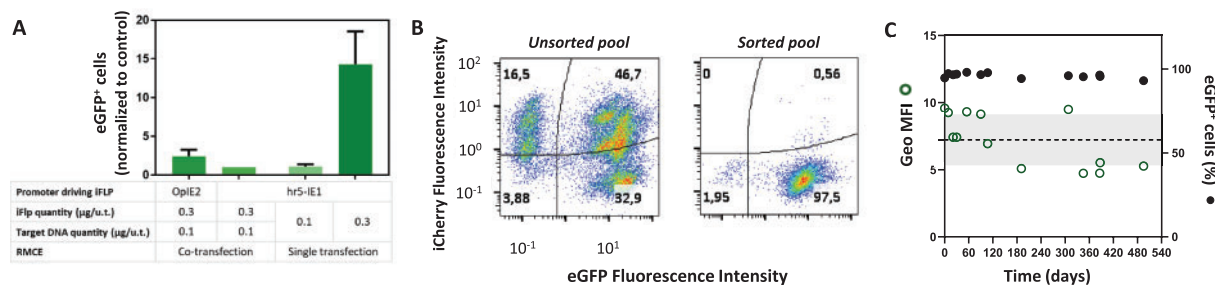 A
eGFP⁺ cells
(normalized to control)
20
15
10
5
0
Promoter driving iFLP OpIE2 hr5-IE1
iFlp quantity (µg/u.t.) 0.3 0.3 0.1 0.3
Target DNA quantity (µg/u.t.) 0.1 0.1
RMCE Co-transfection Single transfection
B
iCherry Fluorescence Intensity
Unsorted pool Sorted pool
10² 10¹ 10⁰ 10⁻¹
16,5 46,7
3,88 32,9
10⁻¹ 10¹
10² 10¹ 10⁰ 10⁻¹
0 0,56
1,95 97,5
eGFP Fluorescence Intensity
C
Geo MFI
15
10
5
0 60 120 180 240 300 360 420 480 540
Time (days)
100
50
0
eGFP⁺ cells (%)